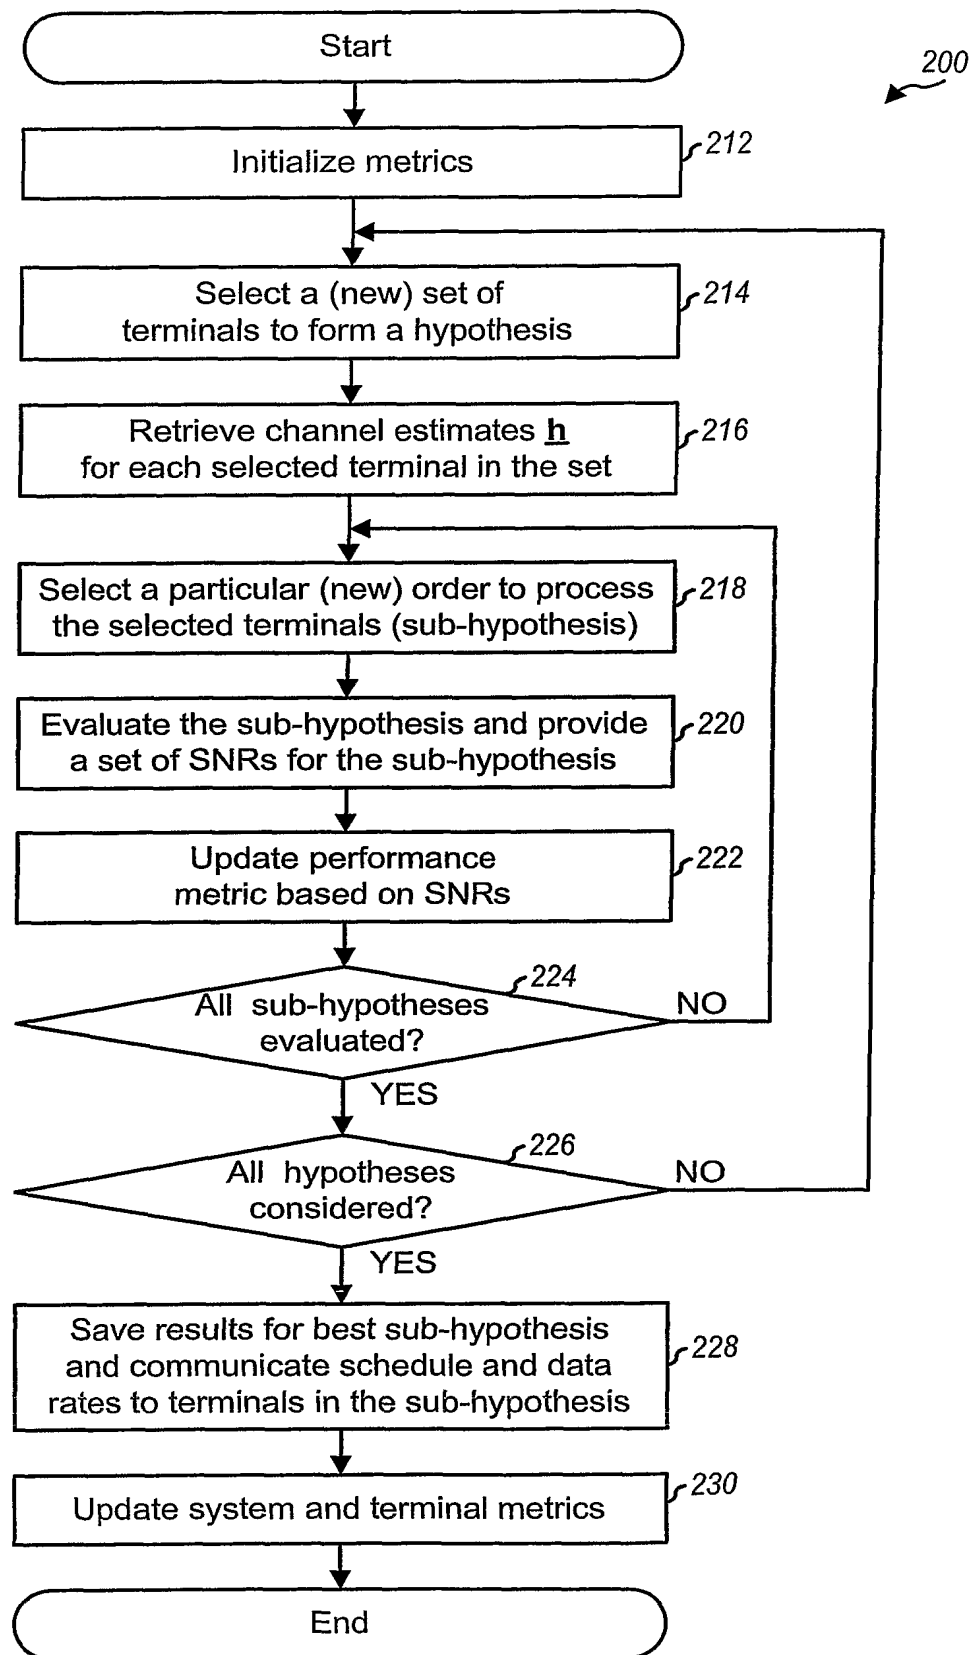 Start
200
Initialize metrics
212
Select a (new) set of
terminals to form a hypothesis
214
Retrieve channel estimates h
for each selected terminal in the set
216
Select a particular (new) order to process
the selected terminals (sub-hypothesis)
218
Evaluate the sub-hypothesis and provide
a set of SNRs for the sub-hypothesis
220
Update performance
metric based on SNRs
222
All sub-hypotheses
evaluated?
224
NO
YES
All hypotheses
considered?
226
NO
YES
Save results for best sub-hypothesis
and communicate schedule and data
rates to terminals in the sub-hypothesis
228
Update system and terminal metrics
230
End